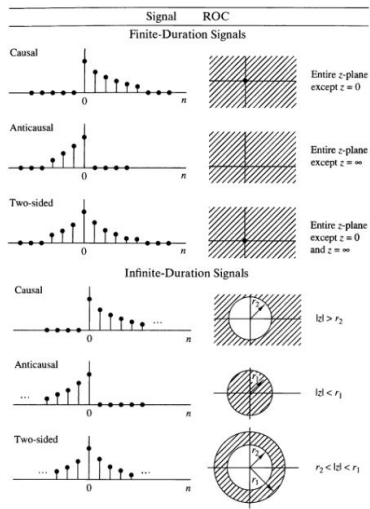 Signal ROC
Finite-Duration Signals
Causal
0
n
Entire z-plane
except z = 0
Anticausal
0
n
Entire z-plane
except z = ∞
Two-sided
0
n
Entire z-plane
except z = 0
and z = ∞
Infinite-Duration Signals
Causal
...
0
n
r₂
|z| > r₂
Anticausal
...
0
n
r₁
|z| < r₁
Two-sided
... ...
0
n
r₂
r₁
r₂ < |z| < r₁